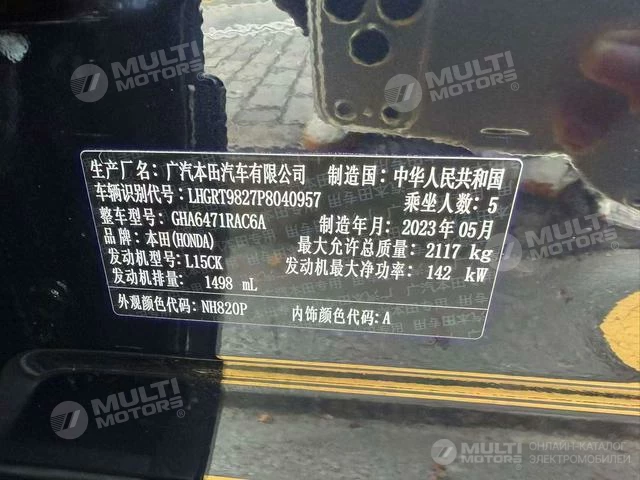 MULTI
MOTORS
MULTI
MOTORS
生产厂名：广汽本田汽车有限公司 制造国：中华人民共和国
车辆识别代号：LHGRT9827P8040957 乘坐人数：5
整车型号：GHA6471RAC6A 制造年月：2023年05月
品牌：本田(HONDA) 最大允许总质量：2117 kg
发动机型号：L15CK 发动机最大净功率：142 kW
发动机排量：1498 mL
外观颜色代码：NH820P 内饰颜色代码：A
MULTI
MOTORS
MULTI
MOTORS
ОНЛАЙН-КАТАЛОГ
ЭЛЕКТРОМОБИЛЕЙ